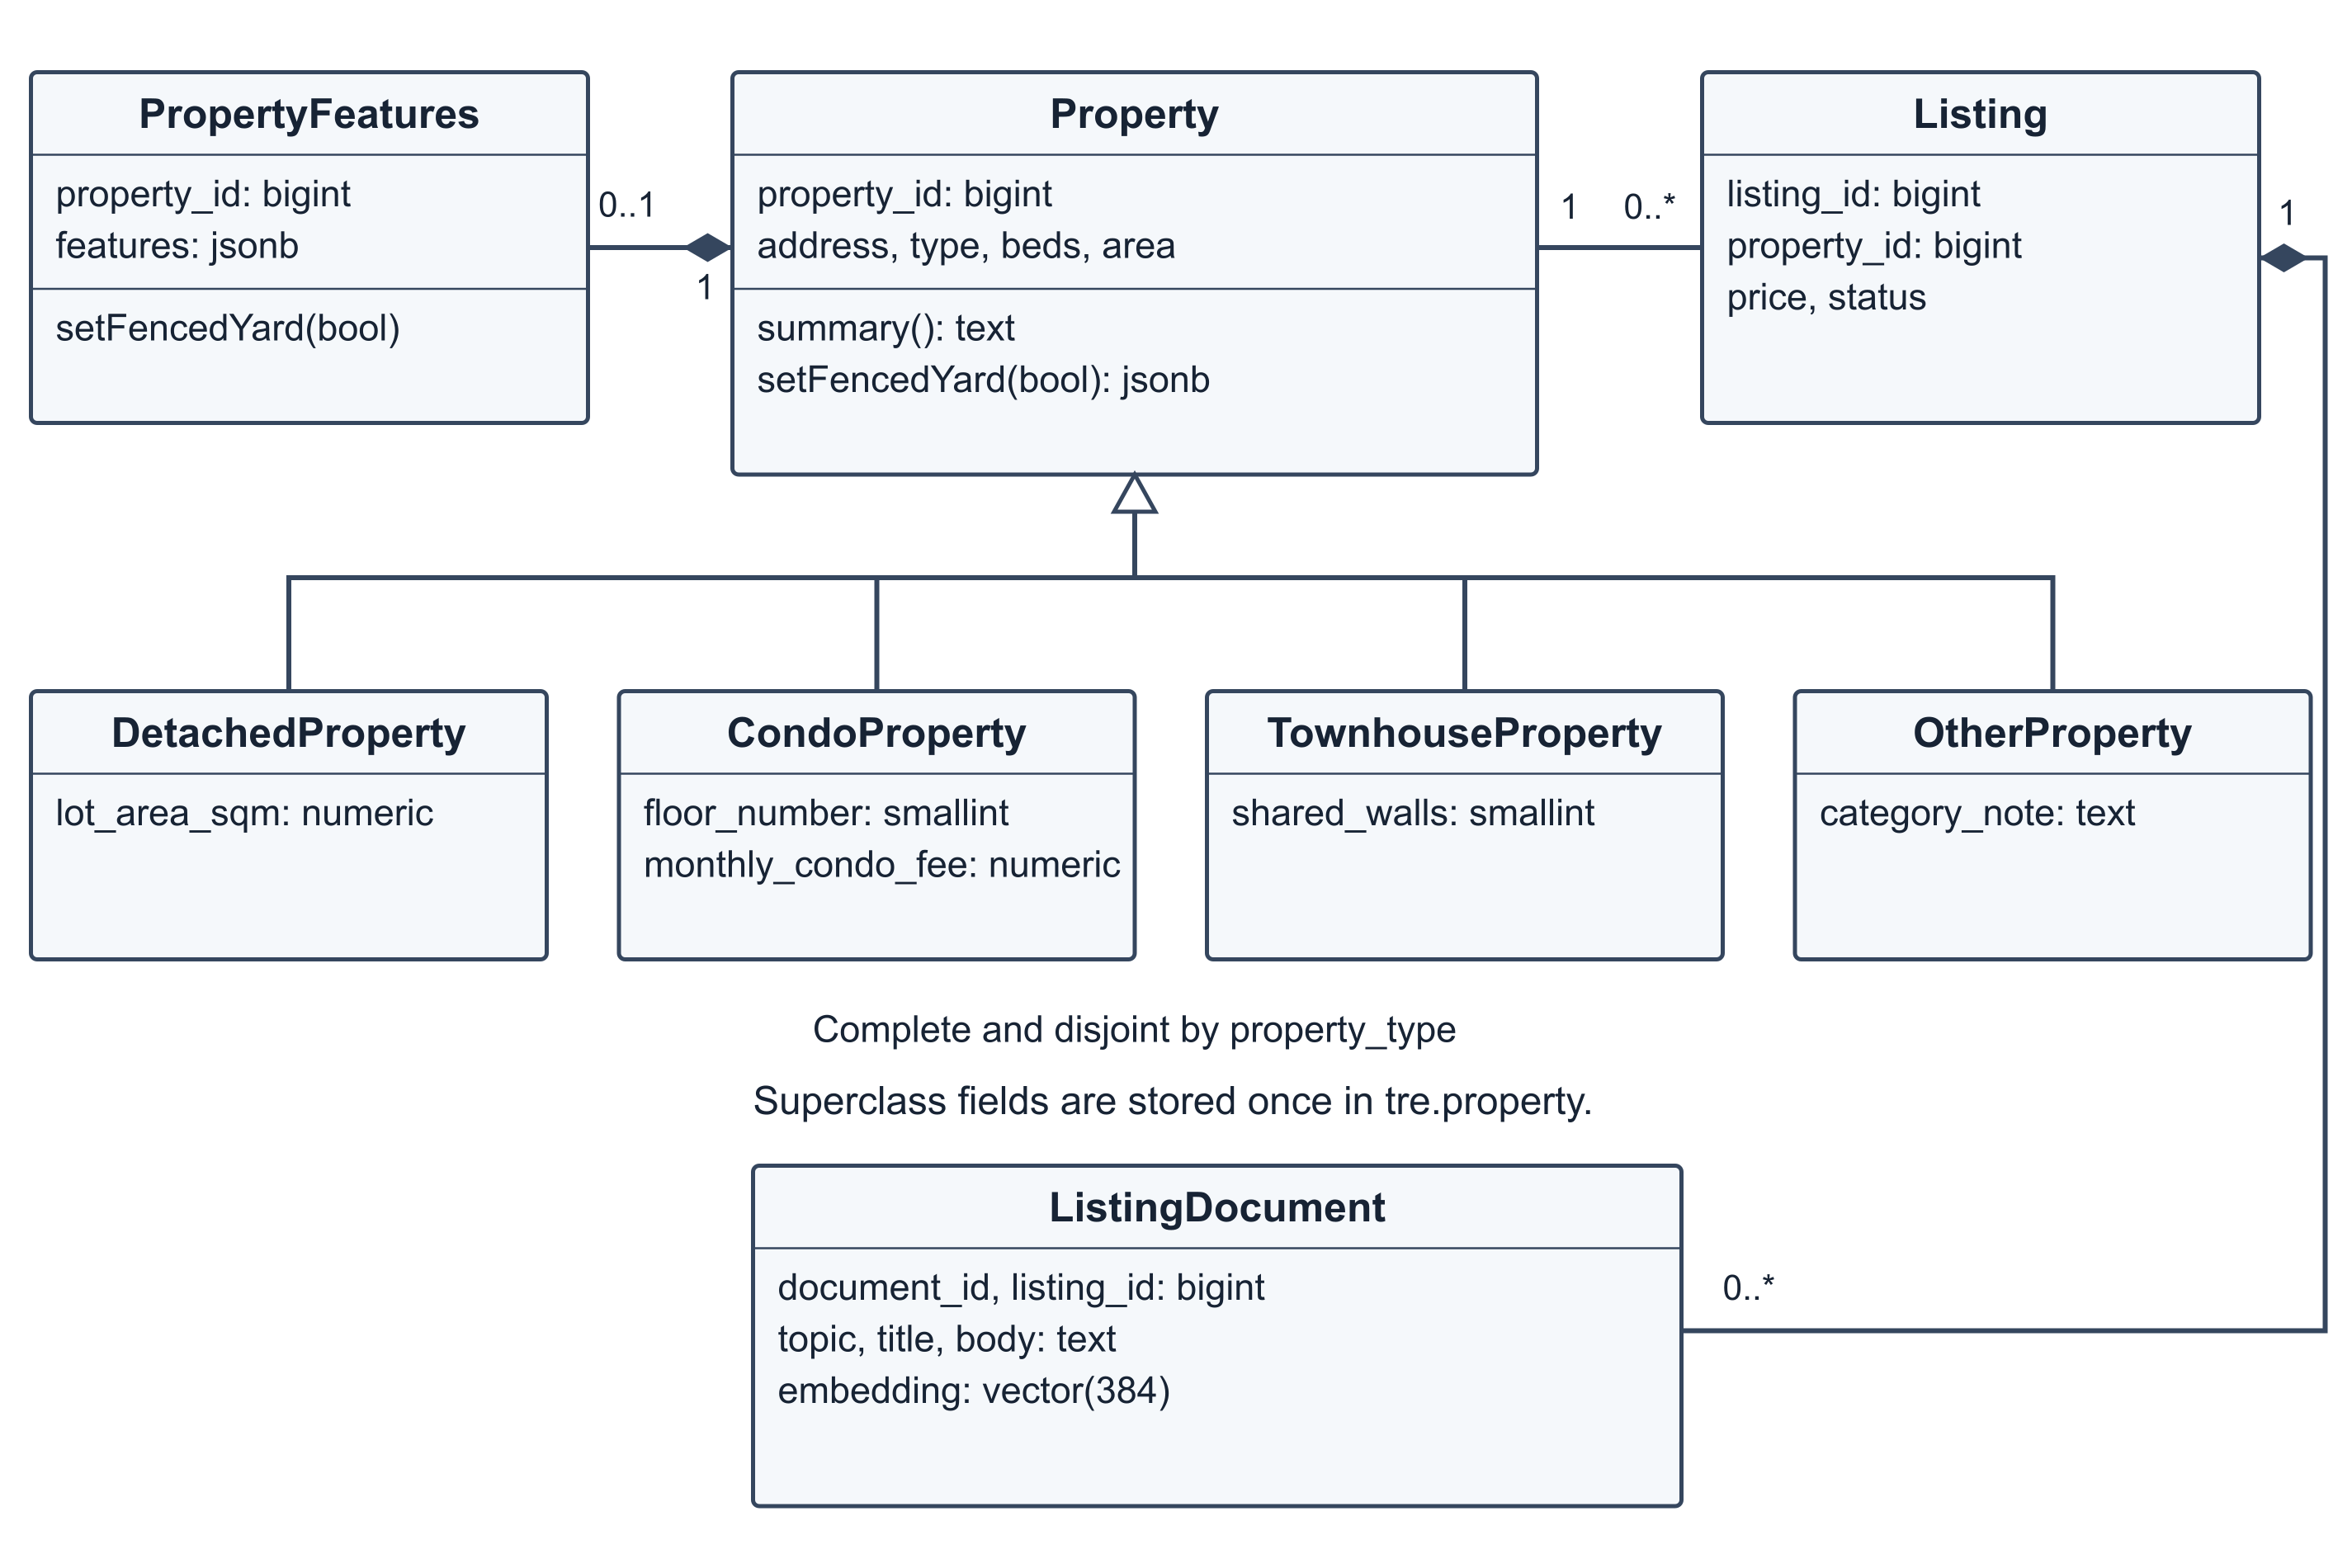 PropertyFeatures
property_id: bigint
features: jsonb
setFencedYard(bool)
0..1
1
Property
property_id: bigint
address, type, beds, area
summary(): text
setFencedYard(bool): jsonb
1
0..*
Listing
listing_id: bigint
property_id: bigint
price, status
1
DetachedProperty
lot_area_sqm: numeric
CondoProperty
floor_number: smallint
monthly_condo_fee: numeric
TownhouseProperty
shared_walls: smallint
OtherProperty
category_note: text
Complete and disjoint by property_type
Superclass fields are stored once in tre.property.
ListingDocument
document_id, listing_id: bigint
topic, title, body: text
embedding: vector(384)
0..*